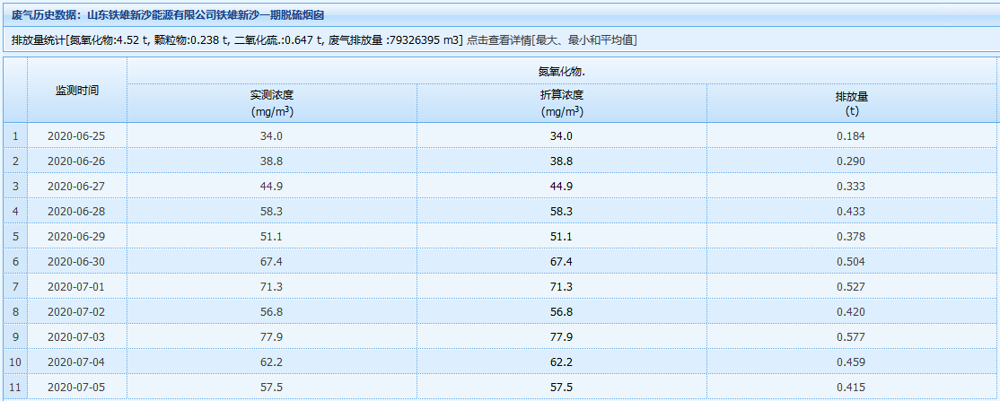 废气历史数据：山东铁雄新沙能源有限公司铁雄新沙一期脱硫烟囱
排放量统计[氮氧化物:4.52 t, 颗粒物:0.238 t, 二氧化硫.:0.647 t, 废气排放量 :79326395 m3] 点击查看详情[最大、最小和平均值]
监测时间 氮氧化物.
实测浓度 (mg/m³) 折算浓度 (mg/m³) 排放量 (t)
1 2020-06-25 34.0 34.0 0.184
2 2020-06-26 38.8 38.8 0.290
3 2020-06-27 44.9 44.9 0.333
4 2020-06-28 58.3 58.3 0.433
5 2020-06-29 51.1 51.1 0.378
6 2020-06-30 67.4 67.4 0.504
7 2020-07-01 71.3 71.3 0.527
8 2020-07-02 56.8 56.8 0.420
9 2020-07-03 77.9 77.9 0.577
10 2020-07-04 62.2 62.2 0.459
11 2020-07-05 57.5 57.5 0.415